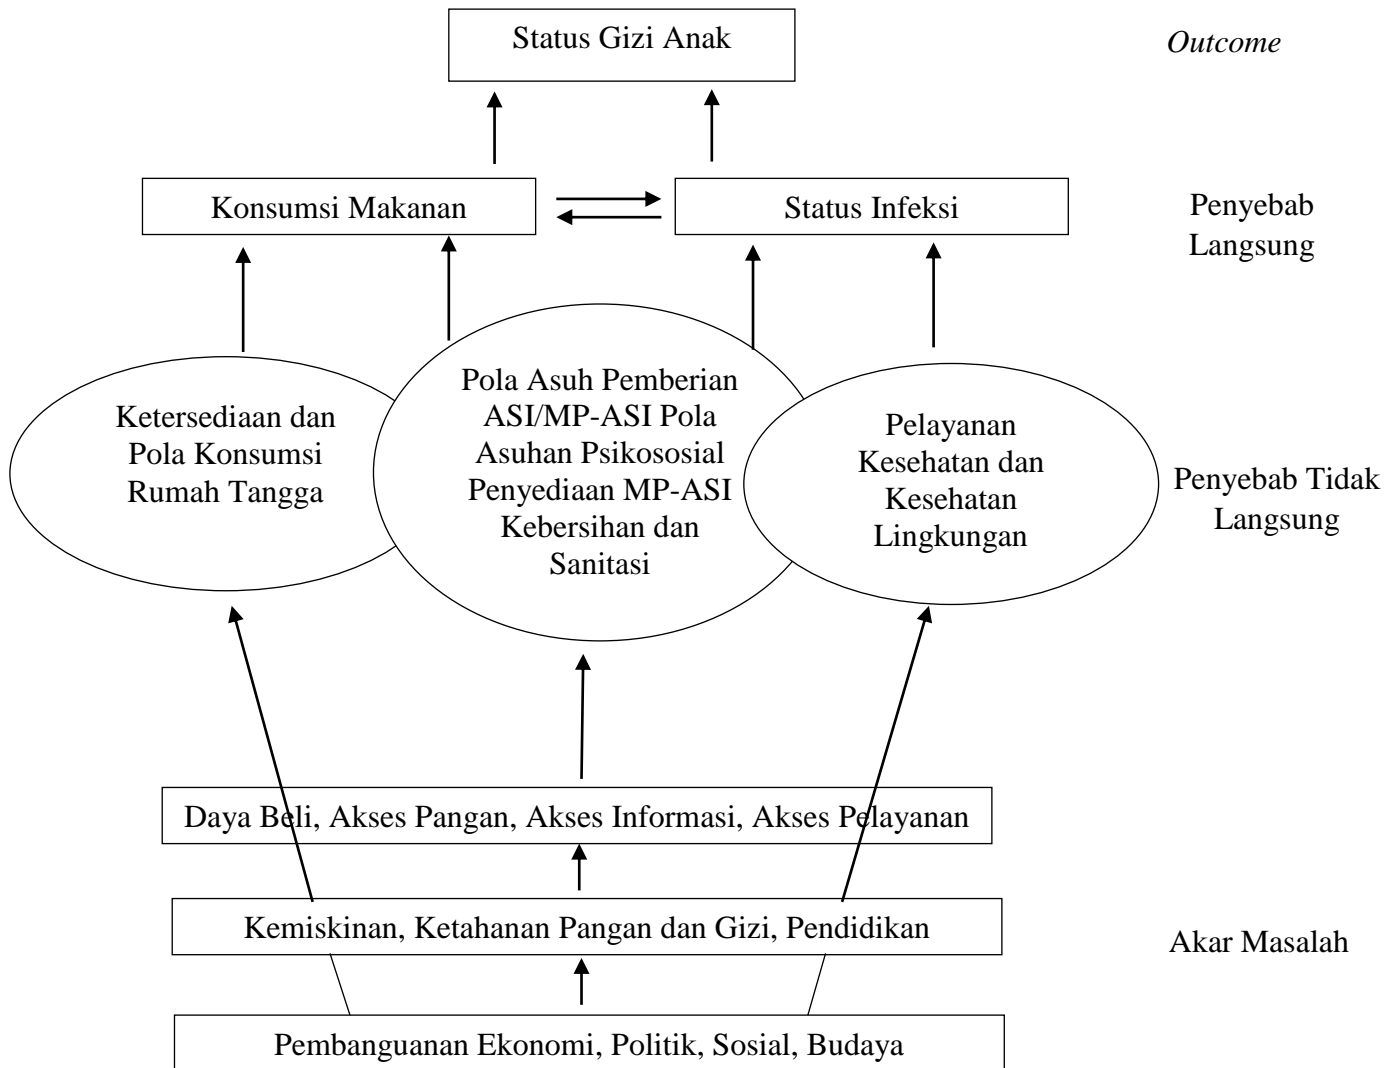 Status Gizi Anak
Outcome
Konsumsi Makanan
Status Infeksi
Penyebab
Langsung
Ketersediaan dan
Pola Konsumsi
Rumah Tangga
Pola Asuh Pemberian
ASI/MP-ASI Pola
Asuhan Psikososial
Penyediaan MP-ASI
Kebersihan dan
Sanitasi
Pelayanan
Kesehatan dan
Kesehatan
Lingkungan
Penyebab Tidak
Langsung
Daya Beli, Akses Pangan, Akses Informasi, Akses Pelayanan
Kemiskinan, Ketahanan Pangan dan Gizi, Pendidikan
Akar Masalah
Pembanguanan Ekonomi, Politik, Sosial, Budaya